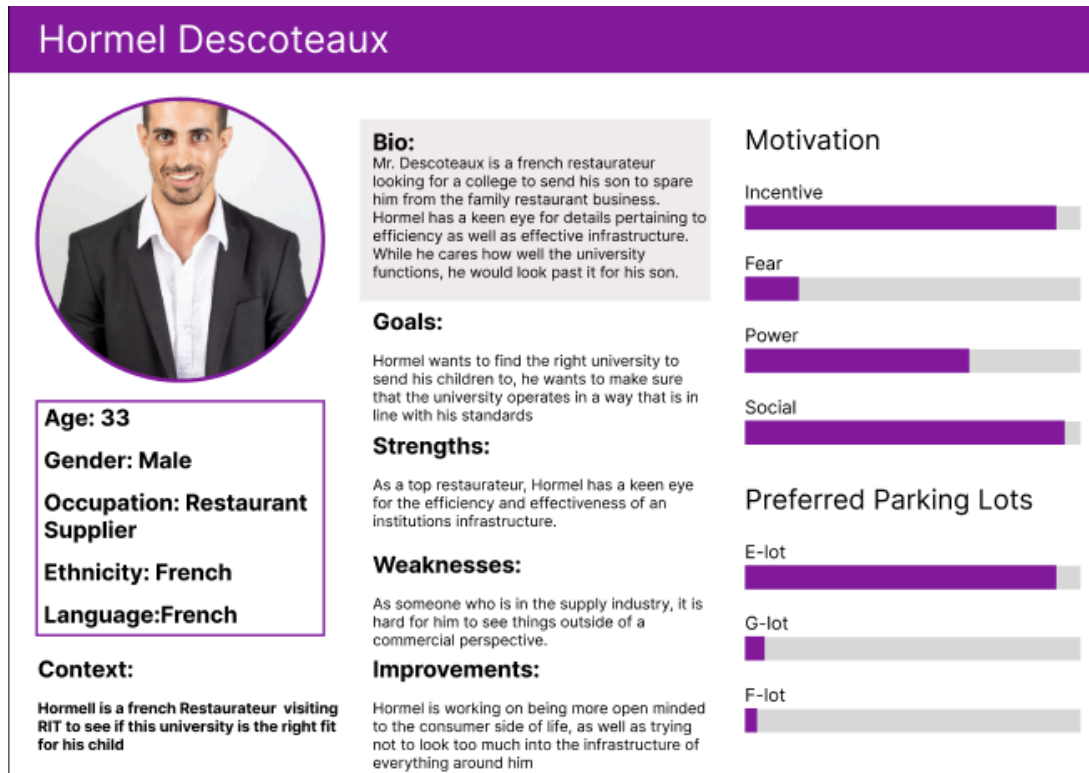 Hormel Descoteaux
Age: 33
Gender: Male
Occupation: Restaurant
Supplier
Ethnicity: French
Language:French
Context:
Hormell is a french Restaurateur visiting
RIT to see if this university is the right fit
for his child
Bio:
Mr. Descoteaux is a french restaurateur
looking for a college to send his son to spare
him from the family restaurant business.
Hormel has a keen eye for details pertaining to
efficiency as well as effective infrastructure.
While he cares how well the university
functions, he would look past it for his son.
Goals:
Hormel wants to find the right university to
send his children to, he wants to make sure
that the university operates in a way that is in
line with his standards
Strengths:
As a top restaurateur, Hormel has a keen eye
for the efficiency and effectiveness of an
institutions infrastructure.
Weaknesses:
As someone who is in the supply industry, it is
hard for him to see things outside of a
commercial perspective.
Improvements:
Hormel is working on being more open minded
to the consumer side of life, as well as trying
not to look too much into the infrastructure of
everything around him
Motivation
Incentive
Fear
Power
Social
Preferred Parking Lots
E-lot
G-lot
F-lot